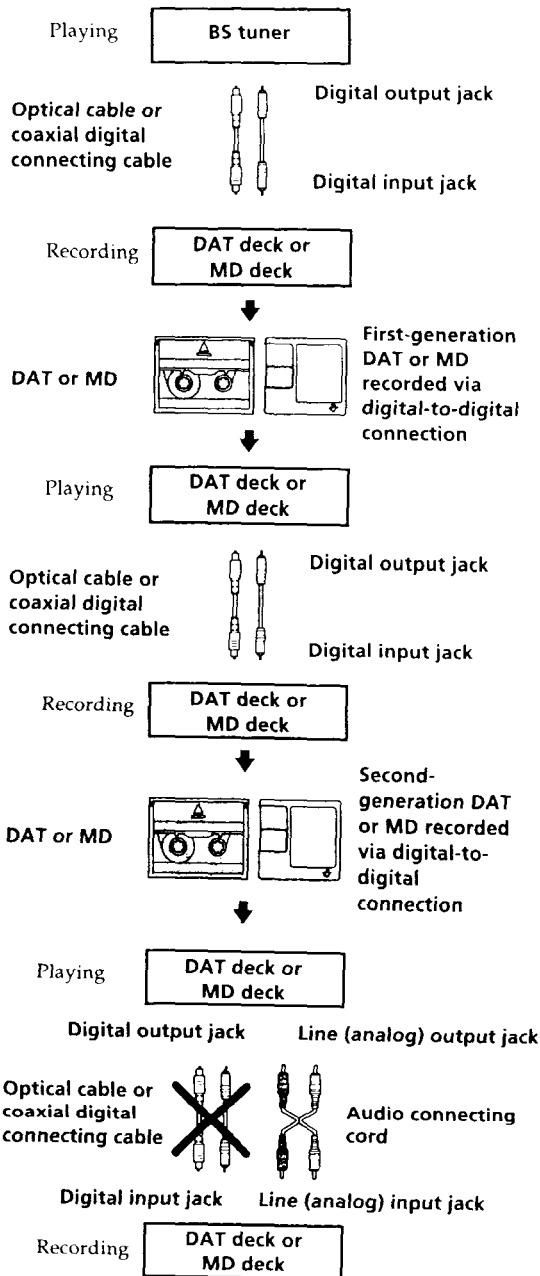 Playing
BS tuner
Optical cable or
coaxial digital
connecting cable
Digital output jack
Digital input jack
Recording
DAT deck or
MD deck
DAT or MD
First-generation
DAT or MD
recorded via
digital-to-digital
connection
Playing
DAT deck or
MD deck
Optical cable or
coaxial digital
connecting cable
Digital output jack
Digital input jack
Recording
DAT deck or
MD deck
DAT or MD
Second-
generation DAT
or MD recorded
via digital-to-
digital
connection
Playing
DAT deck or
MD deck
Digital output jack
Line (analog) output jack
Optical cable or
coaxial digital
connecting cable
Audio connecting
cord
Digital input jack
Line (analog) input jack
Recording
DAT deck or
MD deck